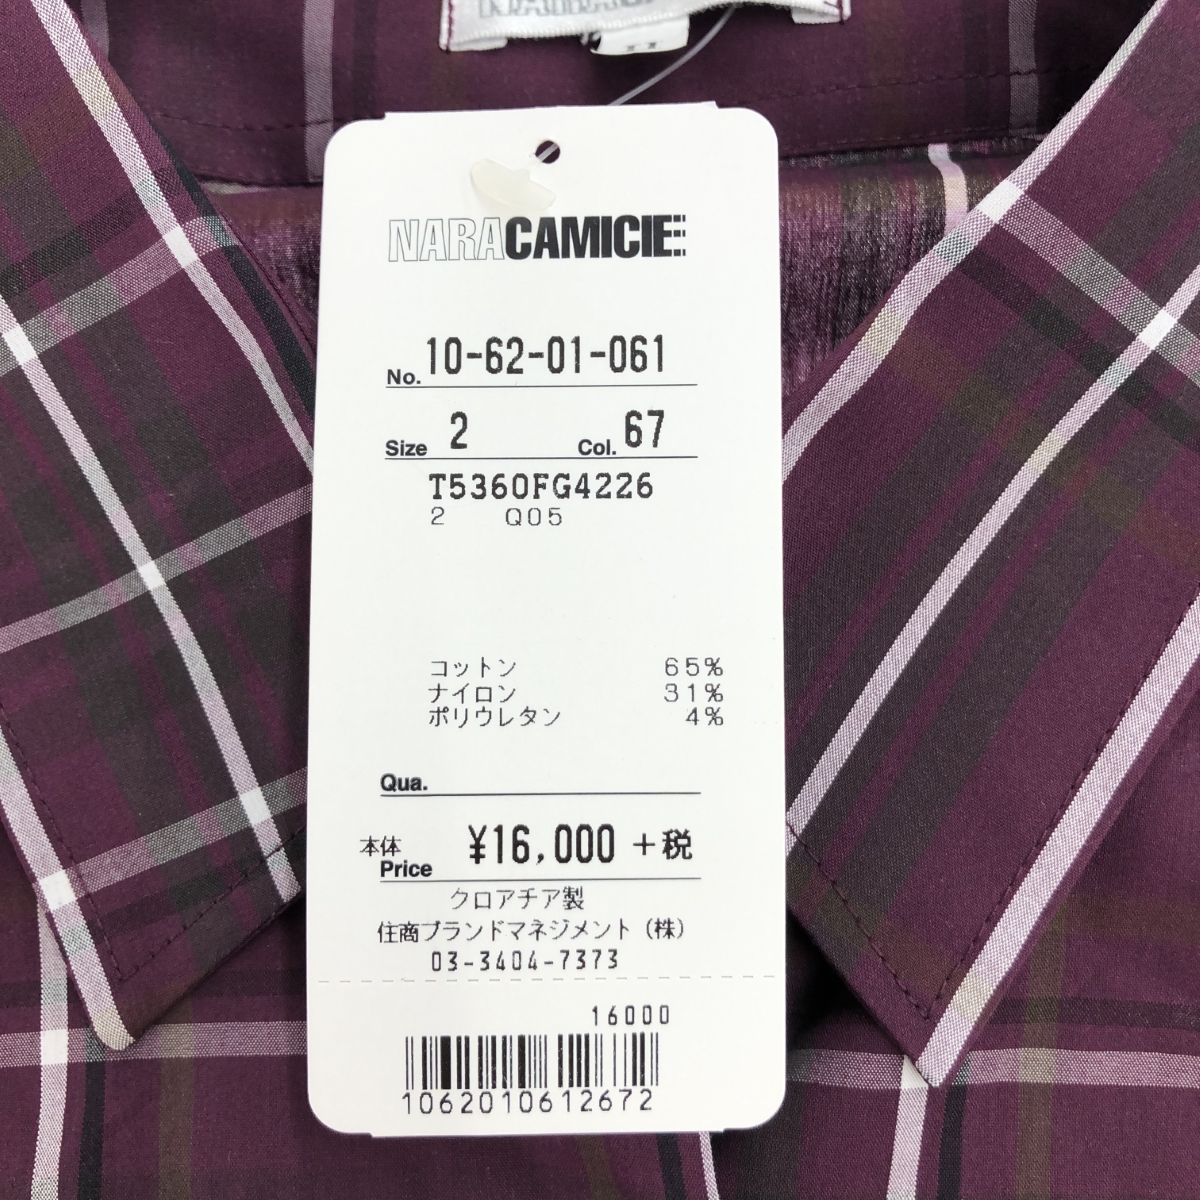 NARACAMICIE
No. 10-62-01-061
Size 2 Col. 67
T5360FG4226
2 Q05
コットン 65%
ナイロン 31%
ポリウレタン 4%
Qua.
本体 Price ¥16,000 +税
クロアチア製
住商ブランドマネジメント(株)
03-3404-7373
16000
1062010612672